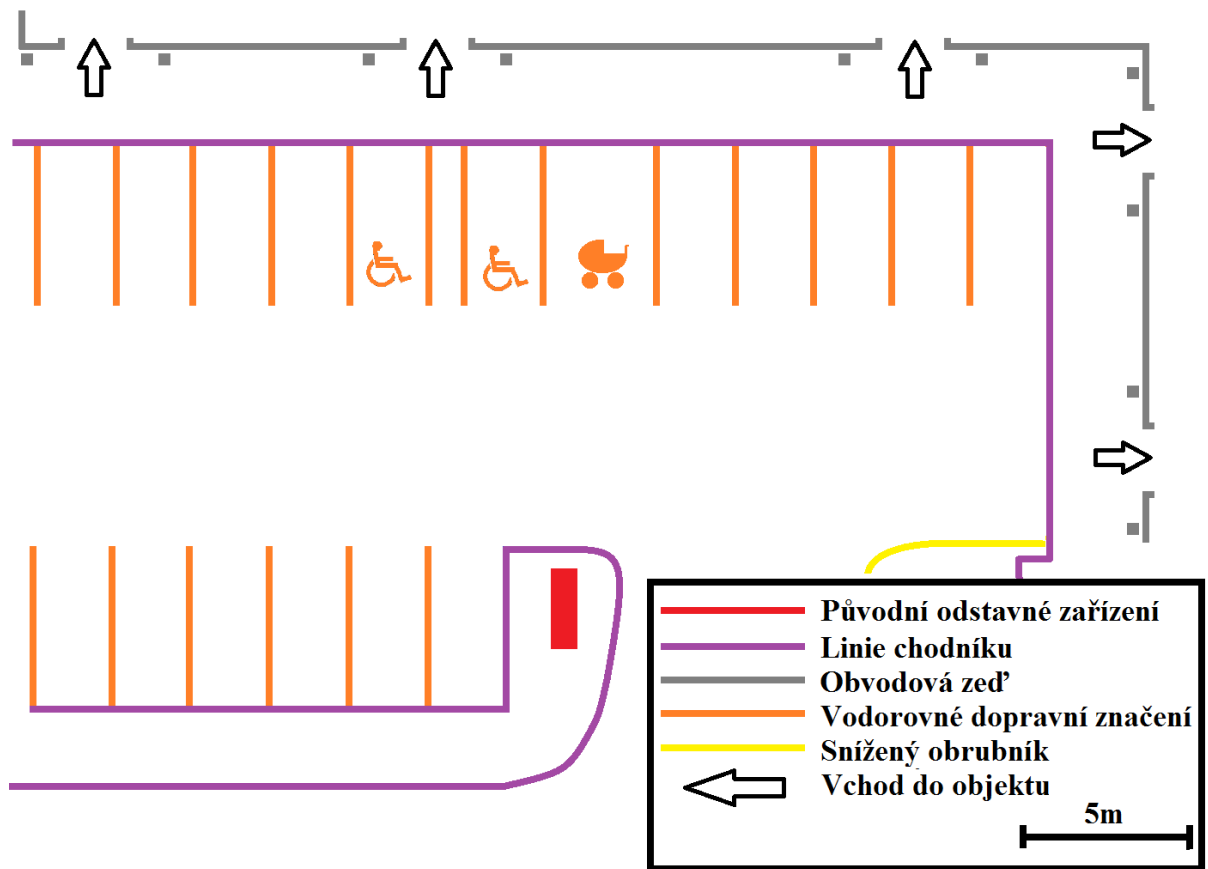 Původní odstavné zařízení
Linie chodníku
Obvodová zeď
Vodorovné dopravní značení
Snížený obrubník
Vchod do objektu
5m